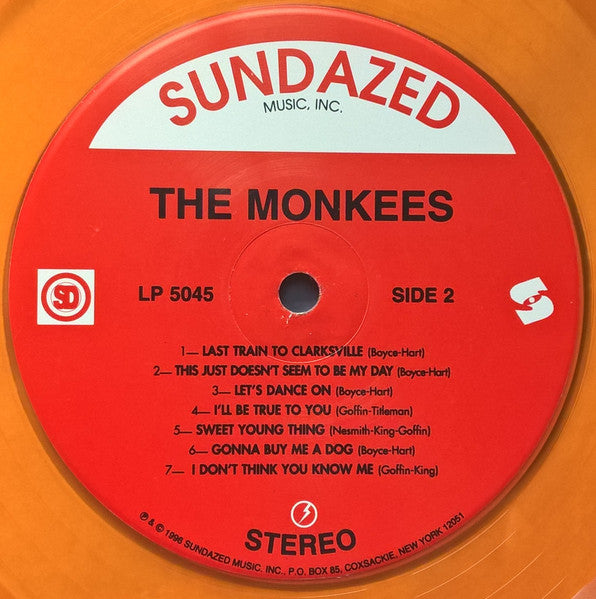 SUNDAZED
MUSIC, INC.
THE MONKEES
SD
LP 5045 SIDE 2
1— LAST TRAIN TO CLARKSVILLE (Boyce-Hart)
2— THIS JUST DOESN'T SEEM TO BE MY DAY (Boyce-Hart)
3— LET'S DANCE ON (Boyce-Hart)
4— I'LL BE TRUE TO YOU (Goffin-Titleman)
5— SWEET YOUNG THING (Nesmith-King-Goffin)
6— GONNA BUY ME A DOG (Boyce-Hart)
7— I DON'T THINK YOU KNOW ME (Goffin-King)
STEREO
℗ & © 1996 SUNDAZED MUSIC, INC., P.O. BOX 85, COXSACKIE, NEW YORK 12051